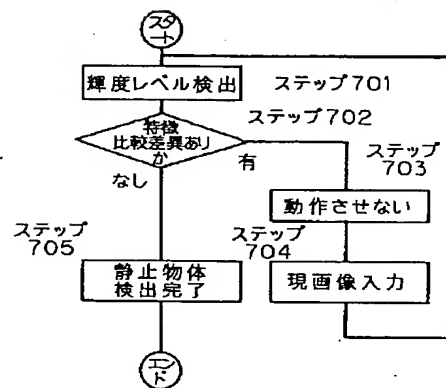 スタート
輝度レベル検出
ステップ701
ステップ702
特徴
比較差異あり
か
有
なし
ステップ
703
動作させない
ステップ
704
現画像入力
ステップ
705
静止物体
検出完了
エンド